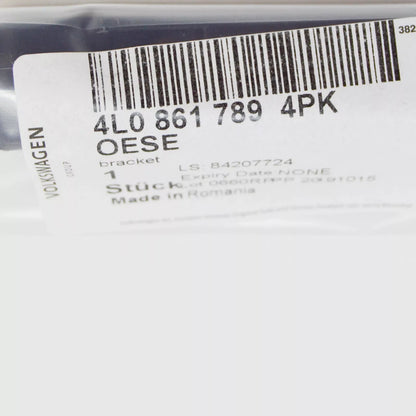 382
VOLKSWAGEN
GROUP
4L0 861 789 4PK
OESE
bracket
1 LS: 84207724
Stück Expiry Date NONE
Made in Romania